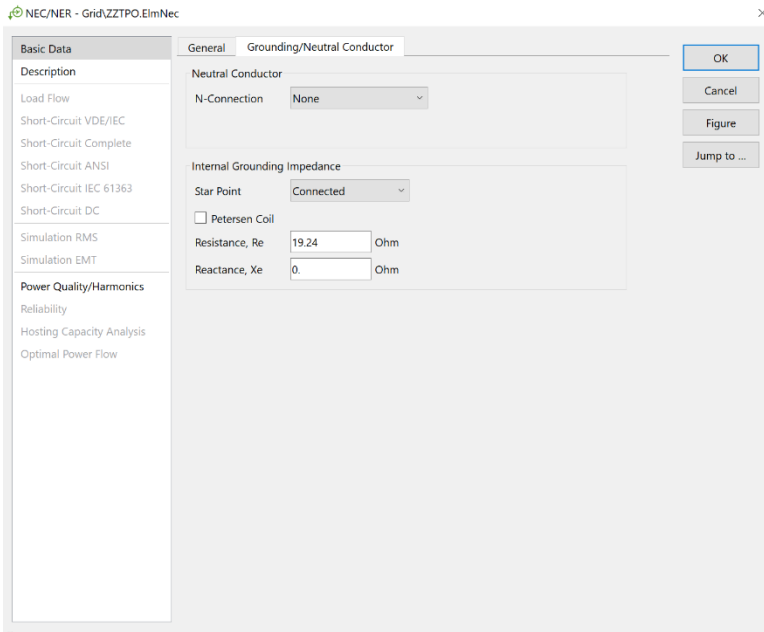 NEC/NER - Grid\ZZTPO.ElmNec
Basic Data
Description
Load Flow
Short-Circuit VDE/IEC
Short-Circuit Complete
Short-Circuit ANSI
Short-Circuit IEC 61363
Short-Circuit DC
Simulation RMS
Simulation EMT
Power Quality/Harmonics
Reliability
Hosting Capacity Analysis
Optimal Power Flow
General Grounding/Neutral Conductor
Neutral Conductor
N-Connection None
Internal Grounding Impedance
Star Point Connected
Petersen Coil
Resistance, Re 19.24 Ohm
Reactance, Xe 0. Ohm
OK
Cancel
Figure
Jump to ...